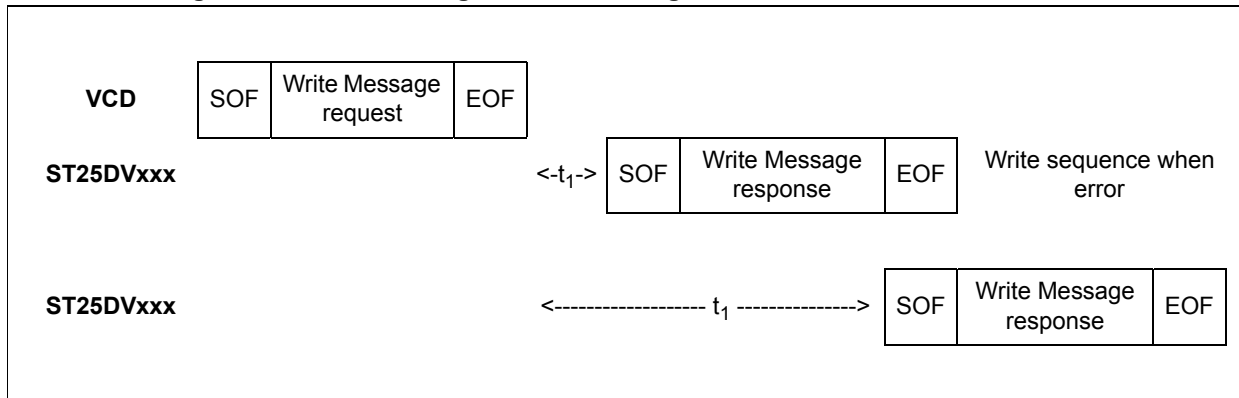 VCD SOF Write Message request EOF
ST25DVxxx <-t₁-> SOF Write Message response EOF Write sequence when error
ST25DVxxx <------------------- t₁ ---------------> SOF Write Message response EOF